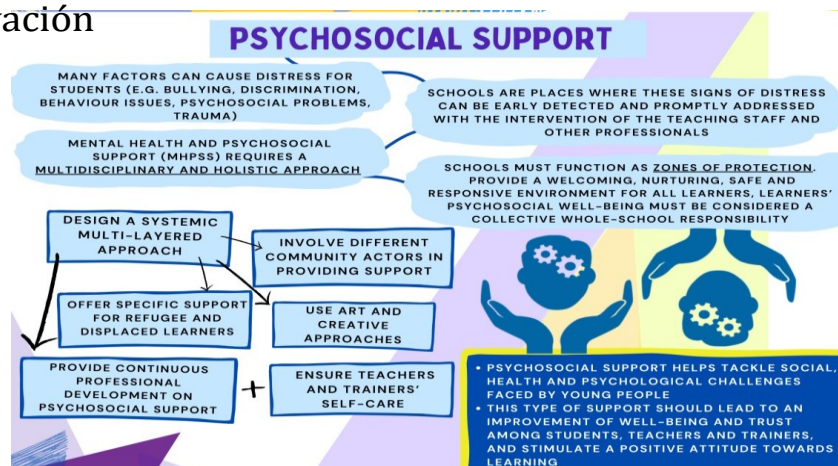 PSYCHOSOCIAL SUPPORT
MANY FACTORS CAN CAUSE DISTRESS FOR
STUDENTS (E.G. BULLYING, DISCRIMINATION,
BEHAVIOUR ISSUES, PSYCHOSOCIAL PROBLEMS,
TRAUMA)
SCHOOLS ARE PLACES WHERE THESE SIGNS OF DISTRESS
CAN BE EARLY DETECTED AND PROMPTLY ADDRESSED
WITH THE INTERVENTION OF THE TEACHING STAFF AND
OTHER PROFESSIONALS
MENTAL HEALTH AND PSYCHOSOCIAL
SUPPORT (MHPSS) REQUIRES A
MULTIDISCIPLINARY AND HOLISTIC APPROACH
SCHOOLS MUST FUNCTION AS ZONES OF PROTECTION.
PROVIDE A WELCOMING, NURTURING, SAFE AND
RESPONSIVE ENVIRONMENT FOR ALL LEARNERS, LEARNERS'
PSYCHOSOCIAL WELL-BEING MUST BE CONSIDERED A
COLLECTIVE WHOLE-SCHOOL RESPONSIBILITY
DESIGN A SYSTEMIC
MULTI-LAYERED
APPROACH
INVOLVE DIFFERENT
COMMUNITY ACTORS IN
PROVIDING SUPPORT
OFFER SPECIFIC SUPPORT
FOR REFUGEE AND
DISPLACED LEARNERS
USE ART AND
CREATIVE
APPROACHES
PROVIDE CONTINUOUS
PROFESSIONAL
DEVELOPMENT ON
PSYCHOSOCIAL SUPPORT
+
ENSURE TEACHERS
AND TRAINERS'
SELF-CARE
• PSYCHOSOCIAL SUPPORT HELPS TACKLE SOCIAL,
HEALTH AND PSYCHOLOGICAL CHALLENGES
FACED BY YOUNG PEOPLE
• THIS TYPE OF SUPPORT SHOULD LEAD TO AN
IMPROVEMENT OF WELL-BEING AND TRUST
AMONG STUDENTS, TEACHERS AND TRAINERS,
AND STIMULATE A POSITIVE ATTITUDE TOWARDS
LEARNING